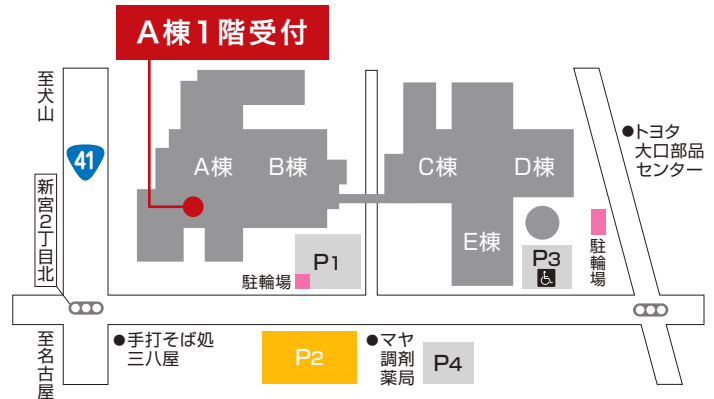 A棟1階受付
至犬山
41
新宮2丁目北
至名古屋
A棟
B棟
C棟
D棟
E棟
P1
駐輪場
P3
駐輪場
●トヨタ
大口部品
センター
●手打そば処
三八屋
P2
●マヤ
調剤
薬局
P4